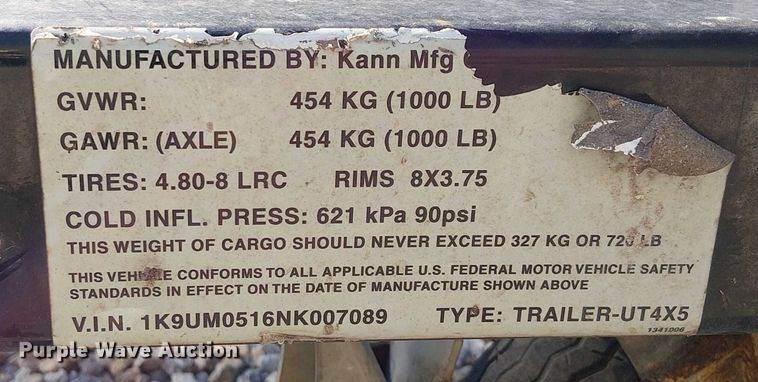 MANUFACTURED BY: Kann Mfg
GVWR: 454 KG (1000 LB)
GAWR: (AXLE) 454 KG (1000 LB)
TIRES: 4.80-8 LRC RIMS 8X3.75
COLD INFL. PRESS: 621 kPa 90psi
THIS WEIGHT OF CARGO SHOULD NEVER EXCEED 327 KG OR 720 LB
THIS VEHICLE CONFORMS TO ALL APPLICABLE U.S. FEDERAL MOTOR VEHICLE SAFETY
STANDARDS IN EFFECT ON THE DATE OF MANUFACTURE SHOWN ABOVE
V.I.N. 1K9UM0516NK007089 TYPE: TRAILER-UT4X5
1341006
Purple Wave Auction